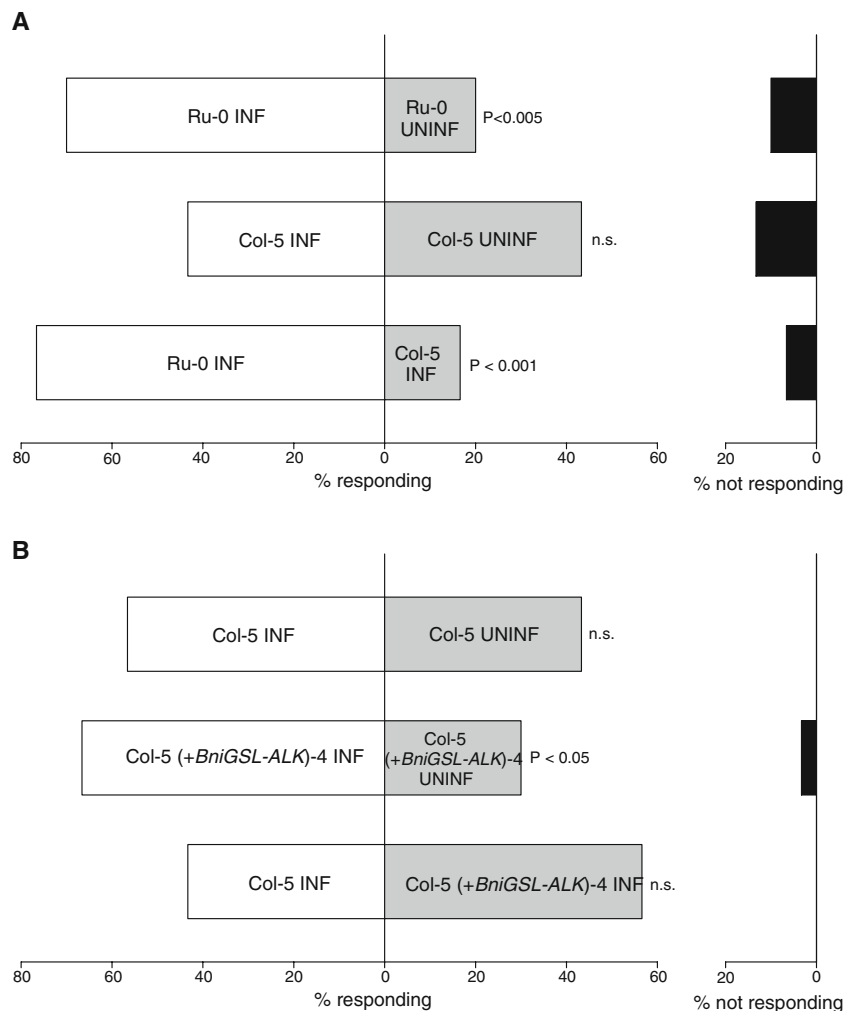 A
Ru-0 INF
Ru-0
UNINF
P<0.005
Col-5 INF
Col-5 UNINF
n.s.
Ru-0 INF
Col-5
INF
P < 0.001
80 60 40 20 0 20 40 60
% responding
20 0
% not responding
B
Col-5 INF
Col-5 UNINF
n.s.
Col-5 (+BniGSL-ALK)-4 INF
Col-5
(+BniGSL-ALK)-4
UNINF
P < 0.05
Col-5 INF
Col-5 (+BniGSL-ALK)-4 INF
n.s.
80 60 40 20 0 20 40 60
% responding
20 0
% not responding